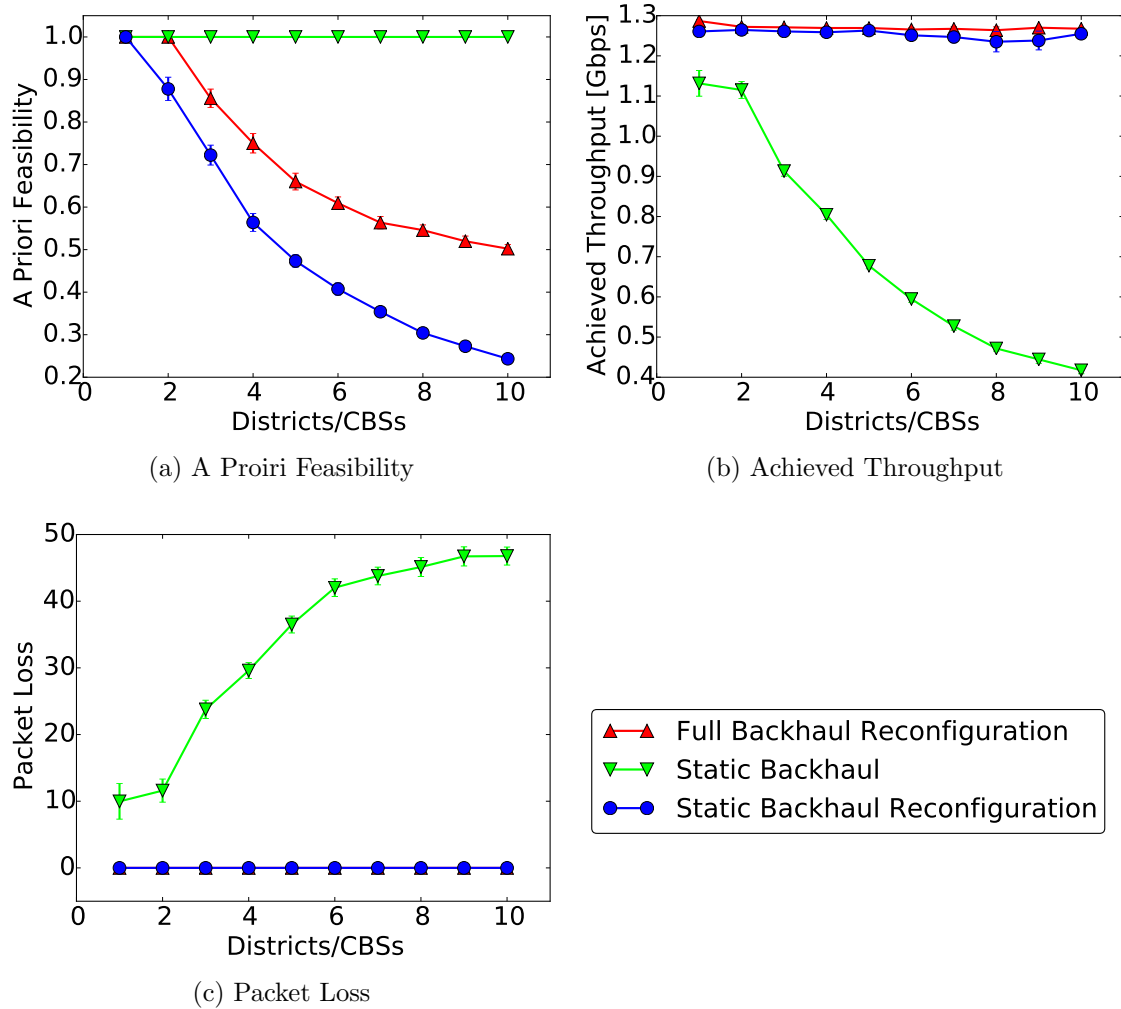 A Priori Feasibility
1.0
0.9
0.8
0.7
0.6
0.5
0.4
0.3
0.2
0 2 4 6 8 10
Districts/CBSs
(a) A Proiri Feasibility
Achieved Throughput [Gbps]
1.3
1.2
1.1
1.0
0.9
0.8
0.7
0.6
0.5
0.4
0 2 4 6 8 10
Districts/CBSs
(b) Achieved Throughput
Packet Loss
50
40
30
20
10
0
0 2 4 6 8 10
Districts/CBSs
(c) Packet Loss
Full Backhaul Reconfiguration
Static Backhaul
Static Backhaul Reconfiguration